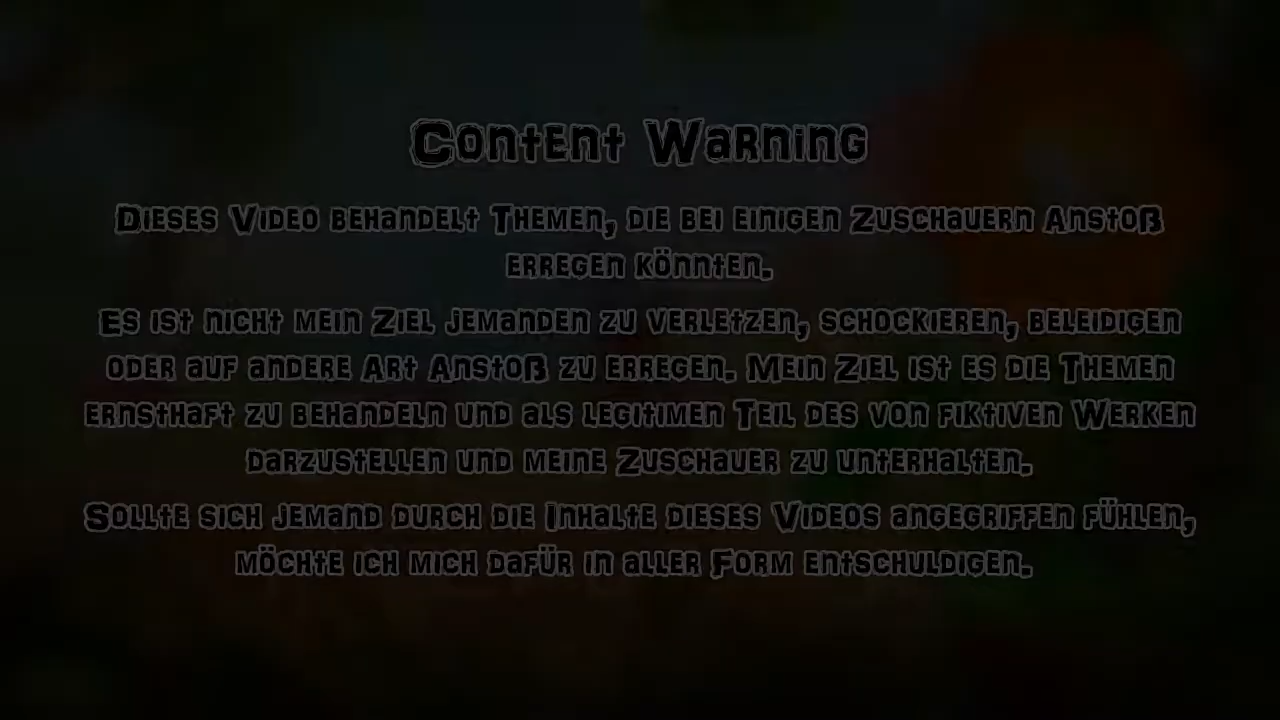 Content Warning
Dieses Video behandelt Themen, die bei einigen Zuschauern Anstoß
erregen könnten.
Es ist nicht mein Ziel jemanden zu verletzen, schockieren, beleidigen
oder auf andere Art Anstoß zu erregen. Mein Ziel ist es die Themen
ernsthaft zu behandeln und als legitimen Teil des von fiktiven Werken
darzustellen und meine Zuschauer zu unterhalten.
Sollte sich jemand durch die Inhalte dieses Videos angegriffen fühlen,
möchte ich mich dafür in aller Form entschuldigen.